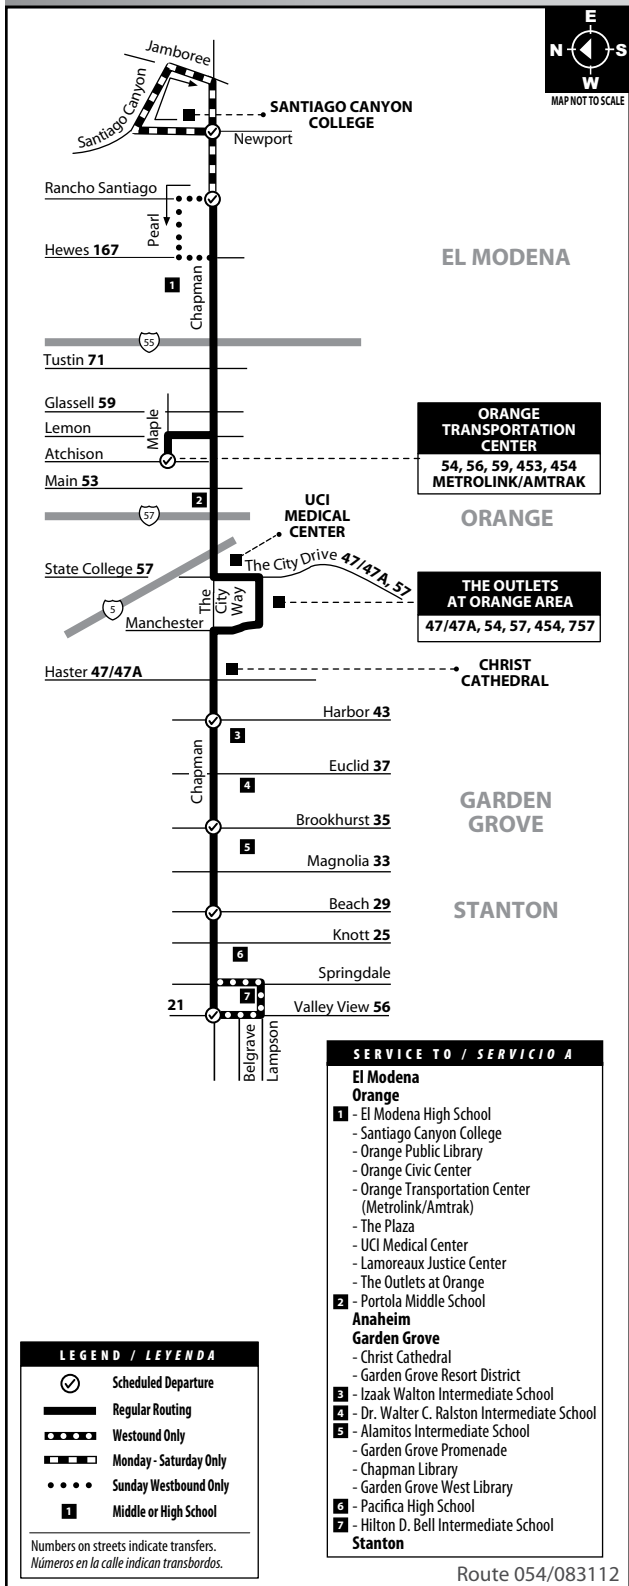 E
N
S
W
MAP NOT TO SCALE
Jamboree
Santiago Canyon
SANTIAGO CANYON
COLLEGE
Newport
Rancho Santiago
Pearl
Hewes 167
EL MODENA
1
Chapman
55
Tustin 71
Glassell 59
Lemon
Maple
Atchison
Main 53
ORANGE
TRANSPORTATION
CENTER
54, 56, 59, 453, 454
METROLINK/AMTRAK
2
57
UCI
MEDICAL
CENTER
ORANGE
State College 57
The City Drive 47/47A, 57
5
The
City
Way
Manchester
THE OUTLETS
AT ORANGE AREA
47/47A, 54, 57, 454, 757
Haster 47/47A
CHRIST
CATHEDRAL
Harbor 43
3
Chapman
Euclid 37
4
GARDEN
GROVE
Brookhurst 35
5
Magnolia 33
Beach 29
STANTON
Knott 25
6
Springdale
7
21
Valley View 56
Belgrave
Lampson
SERVICE TO / SERVICIO A
El Modena
Orange
1 - El Modena High School
- Santiago Canyon College
- Orange Public Library
- Orange Civic Center
- Orange Transportation Center
(Metrolink/Amtrak)
- The Plaza
- UCI Medical Center
- Lamoreaux Justice Center
- The Outlets at Orange
2 - Portola Middle School
Anaheim
Garden Grove
- Christ Cathedral
- Garden Grove Resort District
3 - Izaak Walton Intermediate School
4 - Dr. Walter C. Ralston Intermediate School
5 - Alamitos Intermediate School
- Garden Grove Promenade
- Chapman Library
- Garden Grove West Library
6 - Pacifica High School
7 - Hilton D. Bell Intermediate School
Stanton
LEGEND / LEYENDA
Scheduled Departure
Regular Routing
Westound Only
Monday - Saturday Only
Sunday Westbound Only
1 Middle or High School
Numbers on streets indicate transfers.
Números en la calle indican transbordos.
Route 054/083112